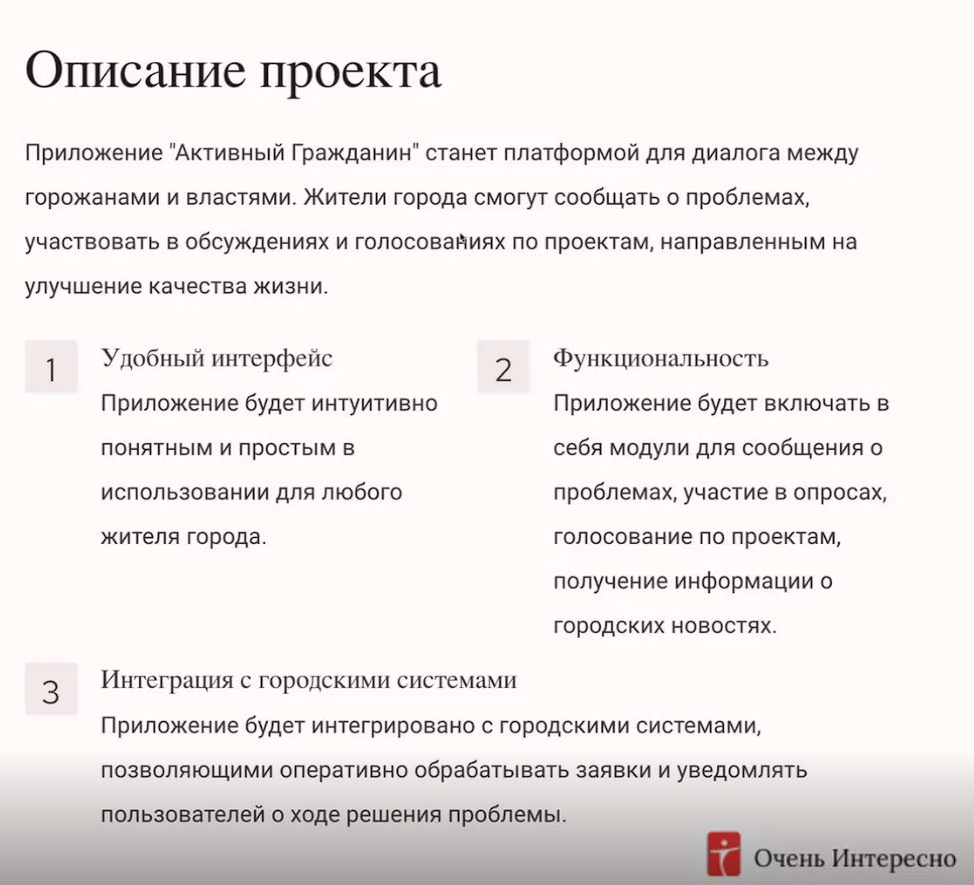 Описание проекта
Приложение "Активный Гражданин" станет платформой для диалога между
горожанами и властями. Жители города смогут сообщать о проблемах,
участвовать в обсуждениях и голосованиях по проектам, направленным на
улучшение качества жизни.
1
Удобный интерфейс
Приложение будет интуитивно
понятным и простым в
использовании для любого
жителя города.
2
Функциональность
Приложение будет включать в
себя модули для сообщения о
проблемах, участие в опросах,
голосование по проектам,
получение информации о
городских новостях.
3
Интеграция с городскими системами
Приложение будет интегрировано с городскими системами,
позволяющими оперативно обрабатывать заявки и уведомлять
пользователей о ходе решения проблемы.
Очень Интересно